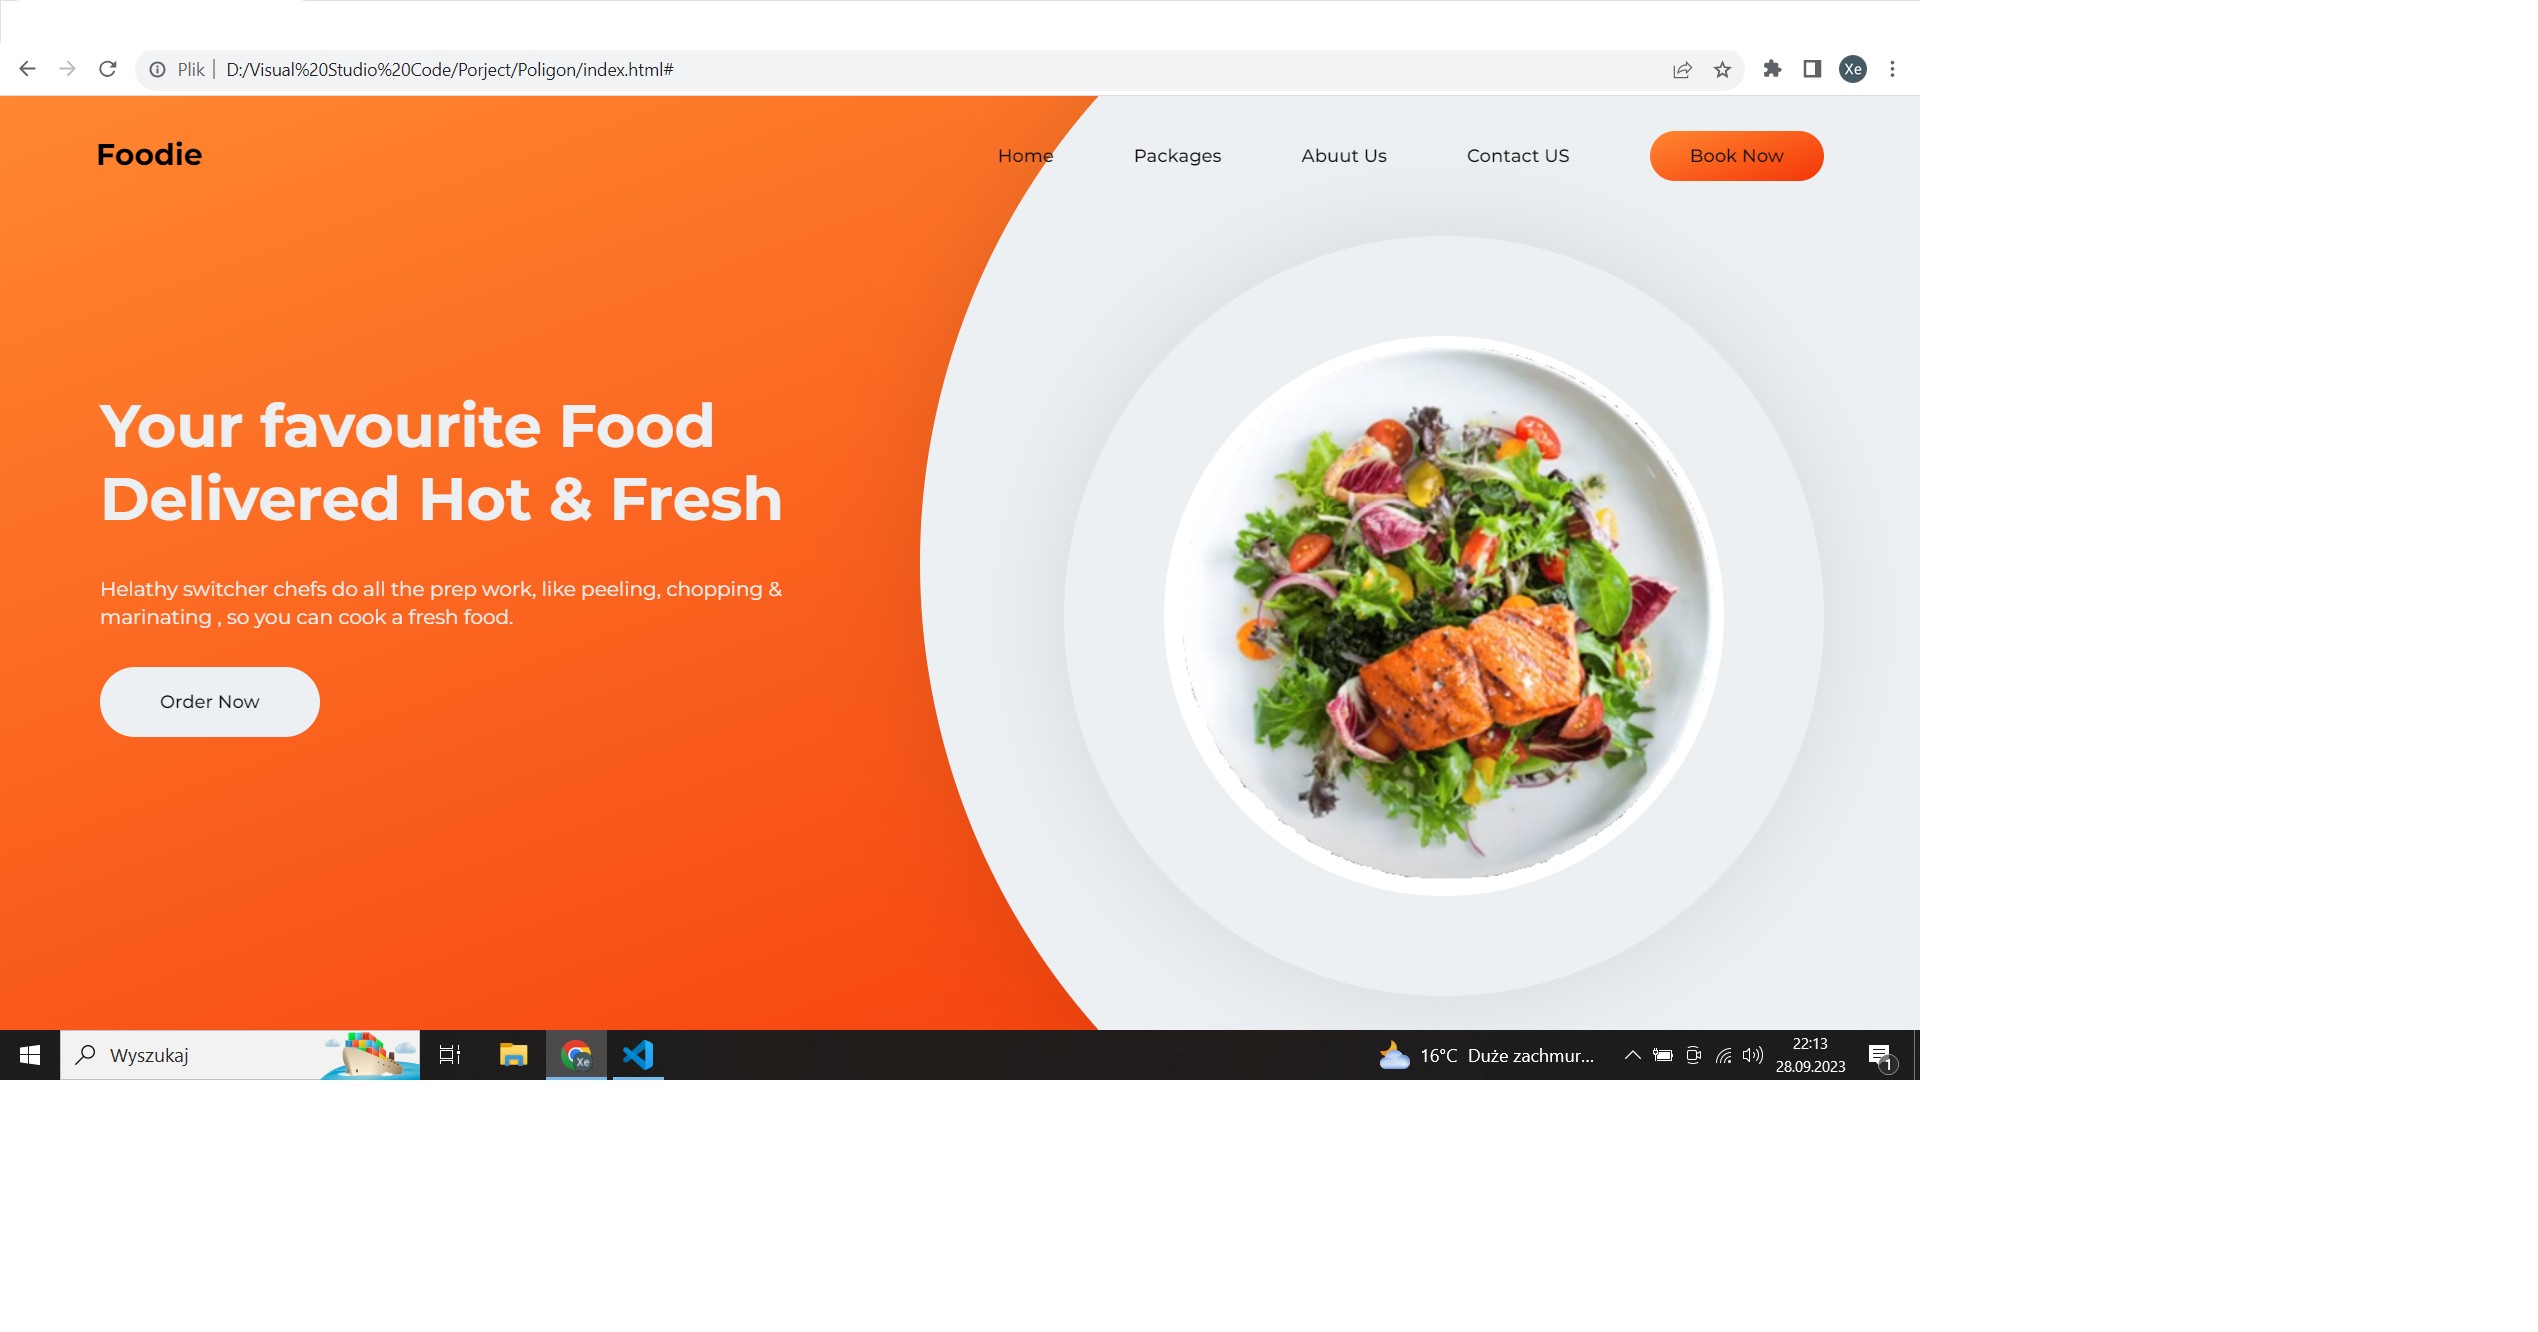 Plik | D:/Visual%20Studio%20Code/Porject/Poligon/index.html#
Xe
Foodie
Home
Packages
Abuut Us
Contact US
Book Now
Your favourite Food
Delivered Hot & Fresh
Helathy switcher chefs do all the prep work, like peeling, chopping &
marinating , so you can cook a fresh food.
Order Now
Wyszukaj
Xe
16°C Duże zachmur...
22:13
28.09.2023
1